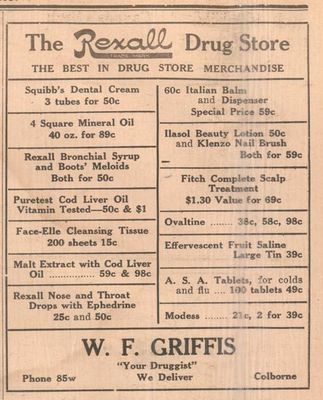 The Rexall Drug Store
TRADE MARK
THE BEST IN DRUG STORE MERCHANDISE
Squibb's Dental Cream
3 tubes for 50c
4 Square Mineral Oil
40 oz. for 89c
Rexall Bronchial Syrup
and Boots' Meloids
Both for 50c
Puretest Cod Liver Oil
Vitamin Tested—50c & $1
Face-Elle Cleansing Tissue
200 sheets 15c
Malt Extract with Cod Liver
Oil ............... 59c & 98c
Rexall Nose and Throat
Drops with Ephedrine
25c and 50c
60c Italian Balm
and Dispenser
Special Price 59c
Ilasol Beauty Lotion 50c
and Klenzo Nail Brush
Both for 59c
Fitch Complete Scalp
Treatment
$1.30 Value for 69c
Ovaltine ....... 38c, 58c, 98c
Effervescent Fruit Saline
Large Tin 39c
A. S. A. Tablets, for colds
and flu .... 100 tablets 49c
Modess ........ 21c, 2 for 39c
W. F. GRIFFIS
"Your Druggist"
Phone 85w We Deliver Colborne